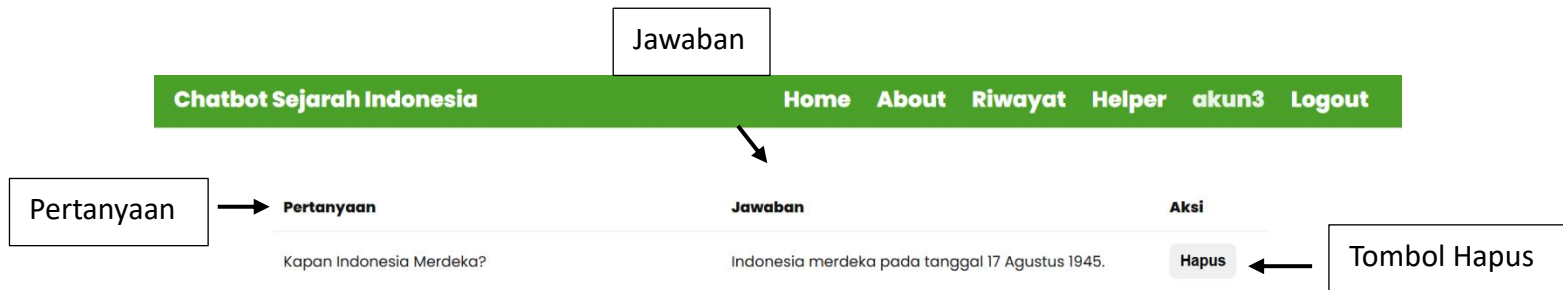 Jawaban
Chatbot Sejarah Indonesia Home About Riwayat Helper akun3 Logout
Pertanyaan
Pertanyaan Jawaban Aksi
Kapan Indonesia Merdeka? Indonesia merdeka pada tanggal 17 Agustus 1945. Hapus
Tombol Hapus